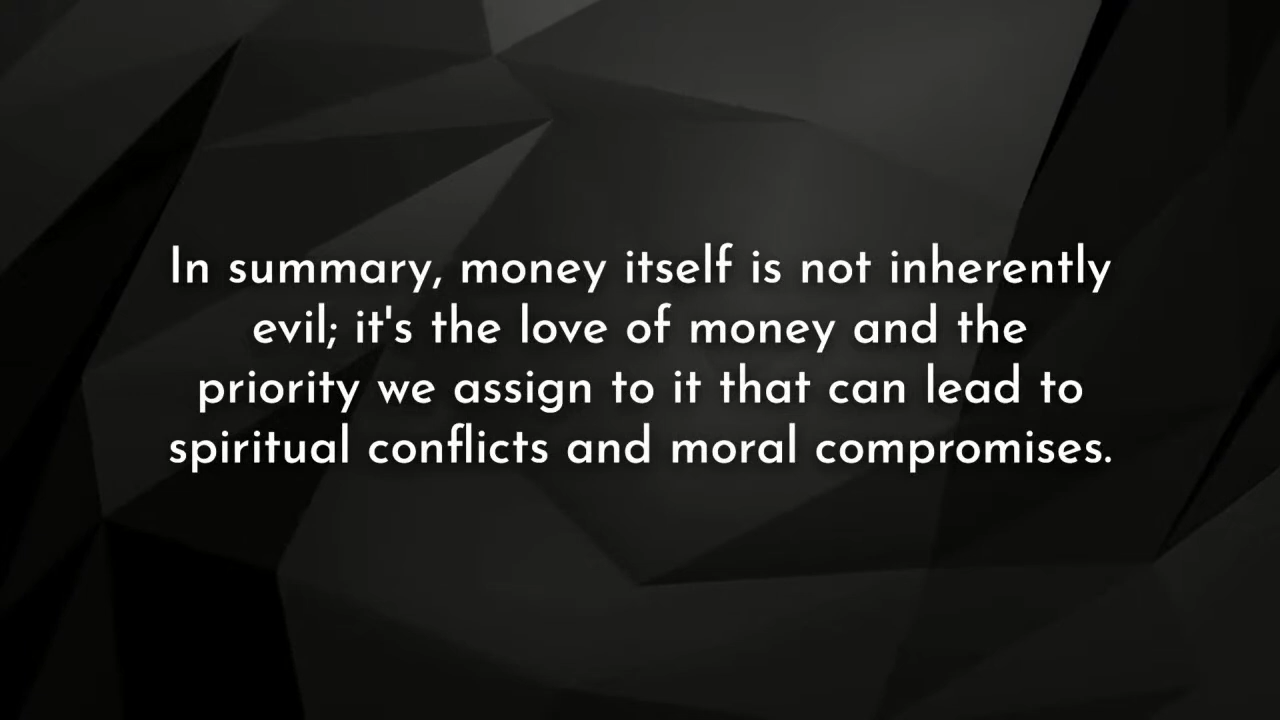 In summary, money itself is not inherently
evil; it's the love of money and the
priority we assign to it that can lead to
spiritual conflicts and moral compromises.